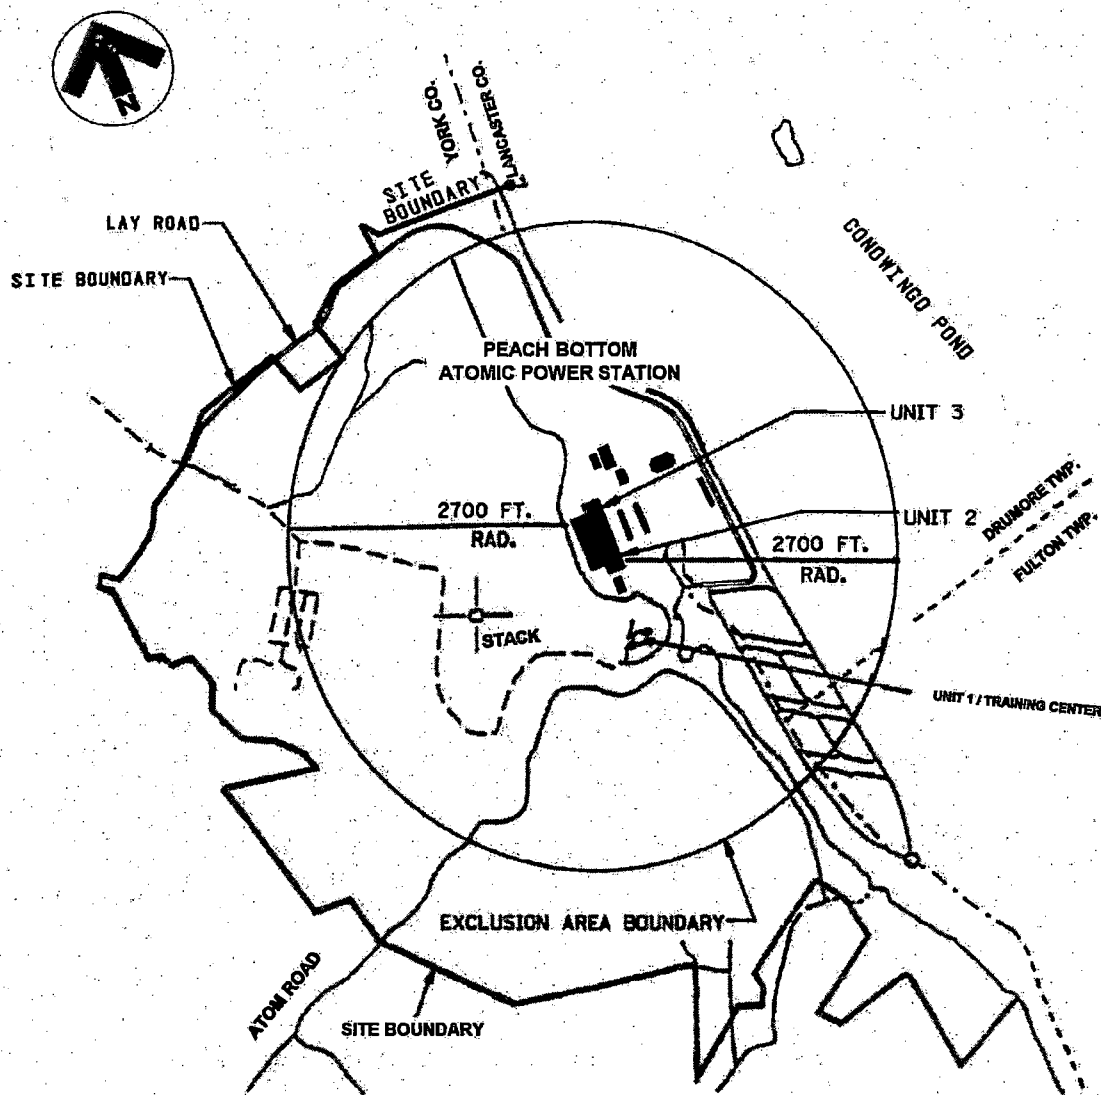 N
YORK CO.
LANCASTER CO.
SITE
BOUNDARY
LAY ROAD
SITE BOUNDARY
CONOWINGO POND
PEACH BOTTOM
ATOMIC POWER STATION
UNIT 3
2700 FT.
RAD.
UNIT 2
2700 FT.
RAD.
DRUMORE TWP.
FULTON TWP.
STACK
UNIT 1 / TRAINING CENTER
EXCLUSION AREA BOUNDARY
ATOM ROAD
SITE BOUNDARY